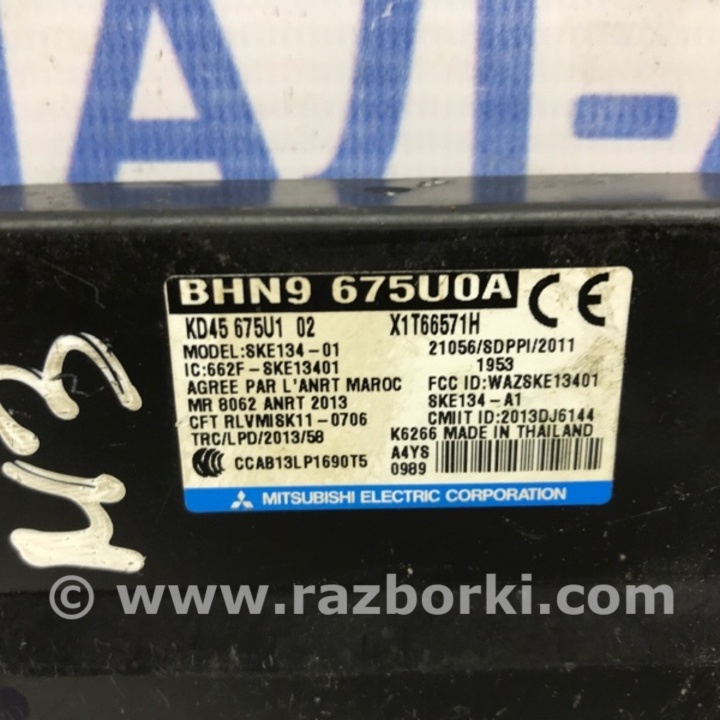 BHN9 675U0A CE
KD45 675U1 02 X1T66571H
MODEL:SKE134-01 21056/SDPPI/2011
IC:662F-SKE13401 1953
AGREE PAR L'ANRT MAROC FCC ID:WAZSKE13401
MR 8062 ANRT 2013 SKE134-A1
CFT RLVMISK11-0706 CMIIT ID:2013DJ6144
TRC/LPD/2013/58 K6266 MADE IN THAILAND
CCAB13LP1690T5 A4YS
0989
MITSUBISHI ELECTRIC CORPORATION
© www.razborki.com